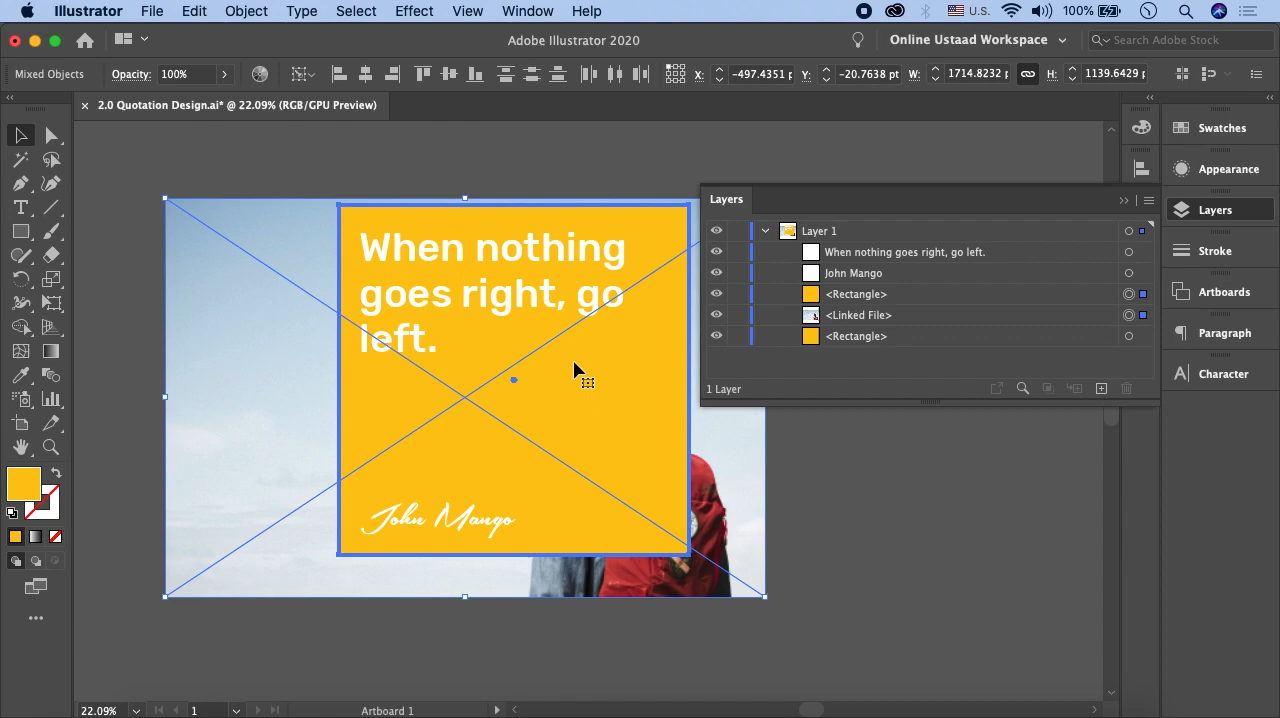 Illustrator File Edit Object Type Select Effect View Window Help U.S. 100%
Adobe Illustrator 2020 Online Ustaad Workspace Search Adobe Stock
Mixed Objects Opacity: 100% X: -497.4351 p Y: -20.7638 pt W: 1714.8232 p H: 1139.6429 p
2.0 Quotation Design.ai* @ 22.09% (RGB/GPU Preview)
Swatches
Appearance
Layers
Stroke
Artboards
Paragraph
Character
Layers
Layer 1
When nothing goes right, go left.
John Mango
<Rectangle>
<Linked File>
<Rectangle>
1 Layer
When nothing
goes right, go
left.
John Mango
22.09% 1 Artboard 1